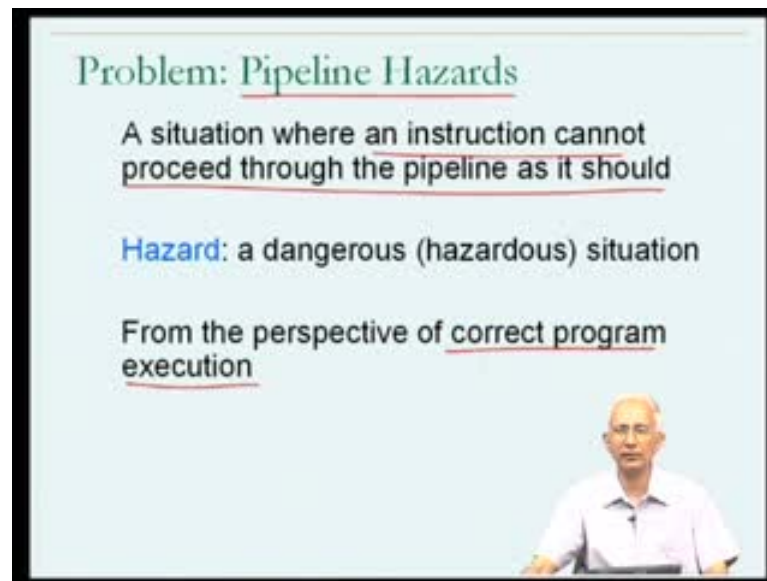 Problem: Pipeline Hazards
A situation where an instruction cannot
proceed through the pipeline as it should
Hazard: a dangerous (hazardous) situation
From the perspective of correct program
execution